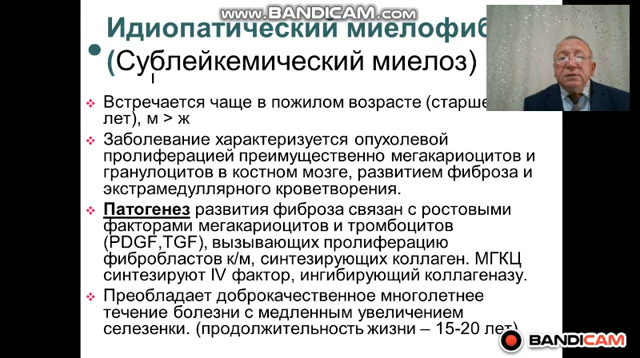 www.BANDICAM.com
Идиопатический миелофиб
(Сублейкемический миелоз)
Встречается чаще в пожилом возрасте (старше
лет), м > ж
Заболевание характеризуется опухолевой
пролиферацией преимущественно мегакариоцитов и
гранулоцитов в костном мозге, развитием фиброза и
экстрамедуллярного кроветворения.
Патогенез развития фиброза связан с ростовыми
факторами мегакариоцитов и тромбоцитов
(PDGF,TGF), вызывающих пролиферацию
фибробластов к/м, синтезирующих коллаген. МГКЦ
синтезируют IV фактор, ингибирующий коллагеназу.
Преобладает доброкачественное многолетнее
течение болезни с медленным увеличением
селезенки. (продолжительность жизни – 15-20 лет)
BANDICAM